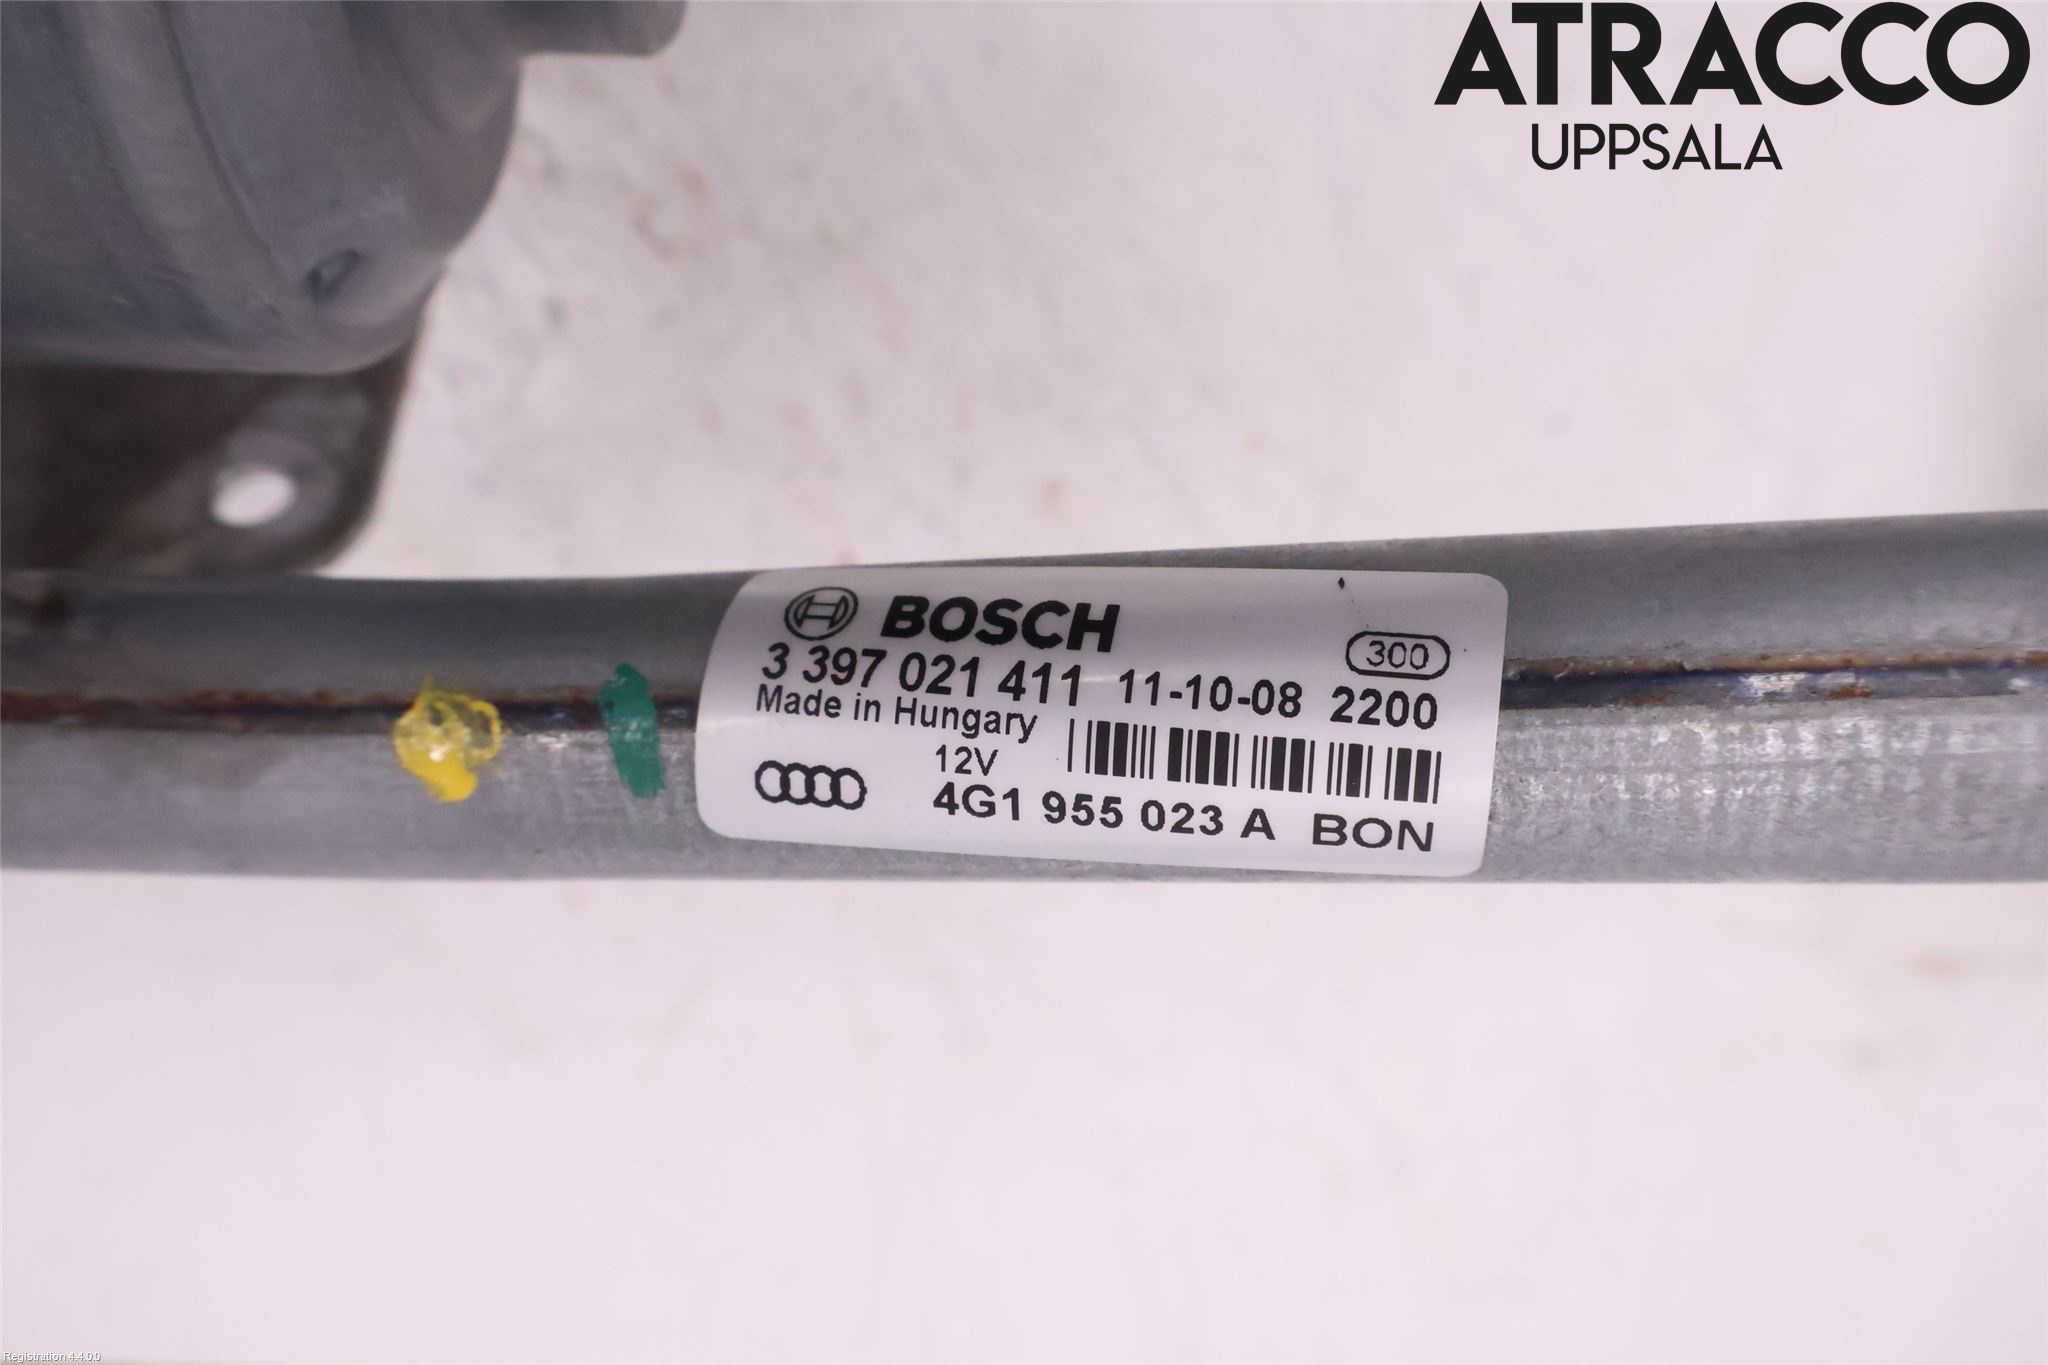 ATRACCO
UPPSALA
BOSCH
300
3 397 021 411 11-10-08 2200
Made in Hungary
12V
4G1 955 023 A BON
Registration 4.4.0.0